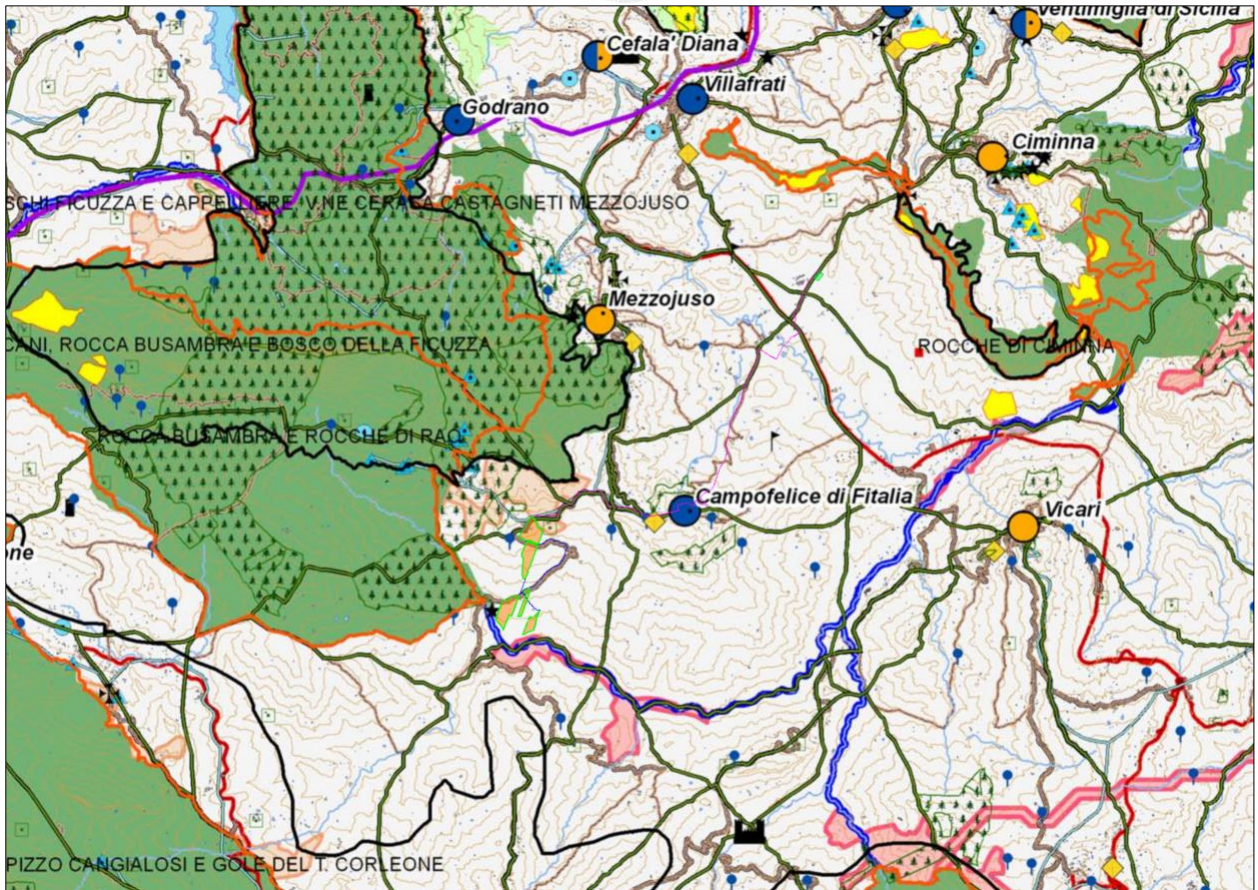 Ventimiglia di Sicilia
Cefala' Diana
Villafrati
Godrano
Ciminna
SCHI FICUZZA E CAPPELLIERE, V.NE CERASA CASTAGNETI MEZZOJUSO
Mezzojuso
CANI, ROCCA BUSAMBRA E BOSCO DELLA FICUZZA
ROCCHE DI CIMINNA
ROCCA BUSAMBRA E ROCCHE DI RAO
Campofelice di Fitalia
Vicari
one
PIZZO CANGIALOSI E GOLE DEL T. CORLEONE